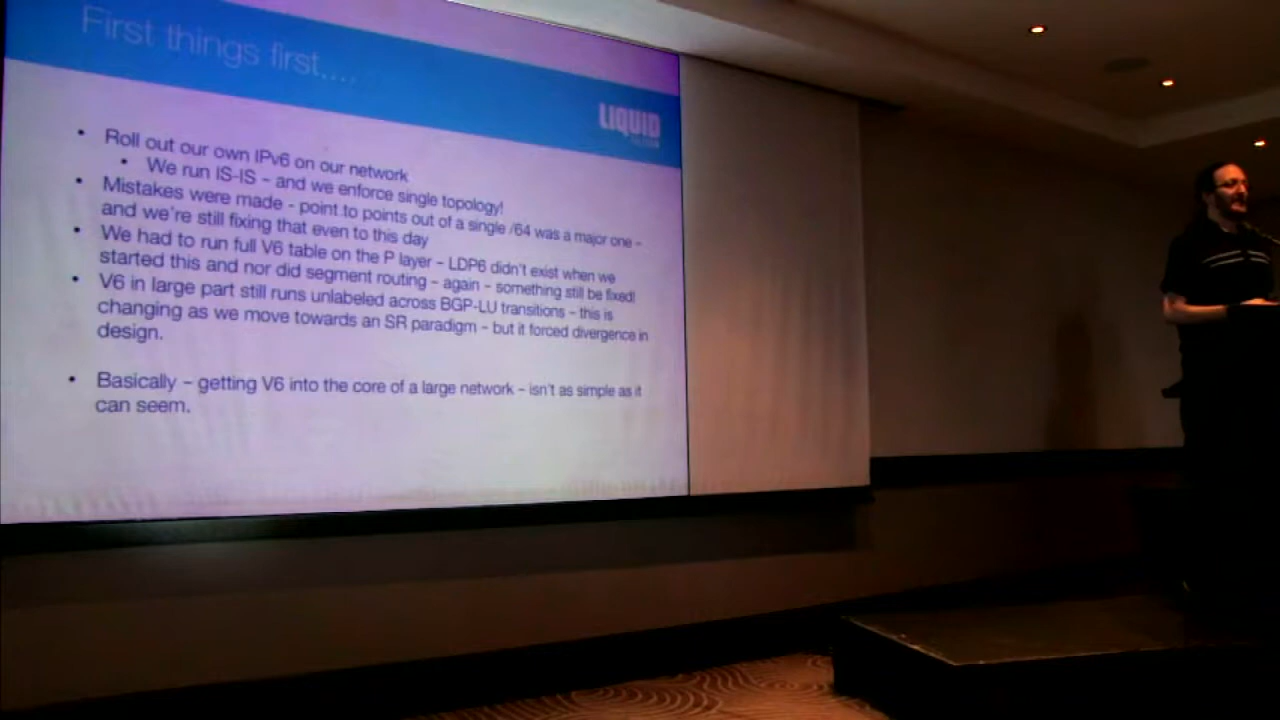 First things first....
LIQUID
• Roll out our own IPv6 on our network
• We run IS-IS – and we enforce single topology!
• Mistakes were made - point to points out of a single /64 was a major one –
and we're still fixing that even to this day
• We had to run full V6 table on the P layer – LDP6 didn't exist when we
started this and nor did segment routing – again – something still be fixed!
• V6 in large part still runs unlabeled across BGP-LU transitions – this is
changing as we move towards an SR paradigm – but it forced divergence in
design.
• Basically – getting V6 into the core of a large network – isn't as simple as it
can seem.